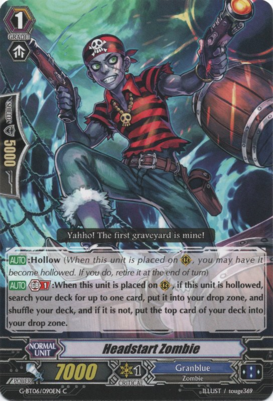 1
GRADE
5000
Yahho! The first graveyard is mine!
AUTO:Hollow (When this unit is placed on R, you may have it
become hollowed. If you do, retire it at the end of turn)
AUTO 1 :When this unit is placed on R, if this unit is hollowed,
search your deck for up to one card, put it into your drop zone, and
shuffle your deck, and if it is not, put the top card of your deck
into your drop zone.
NORMAL
UNIT
Headstart Zombie
7000
1
CRITICAL
Granblue
Zombie
POWER
G-BT06/090EN C
ILLUST / touge369